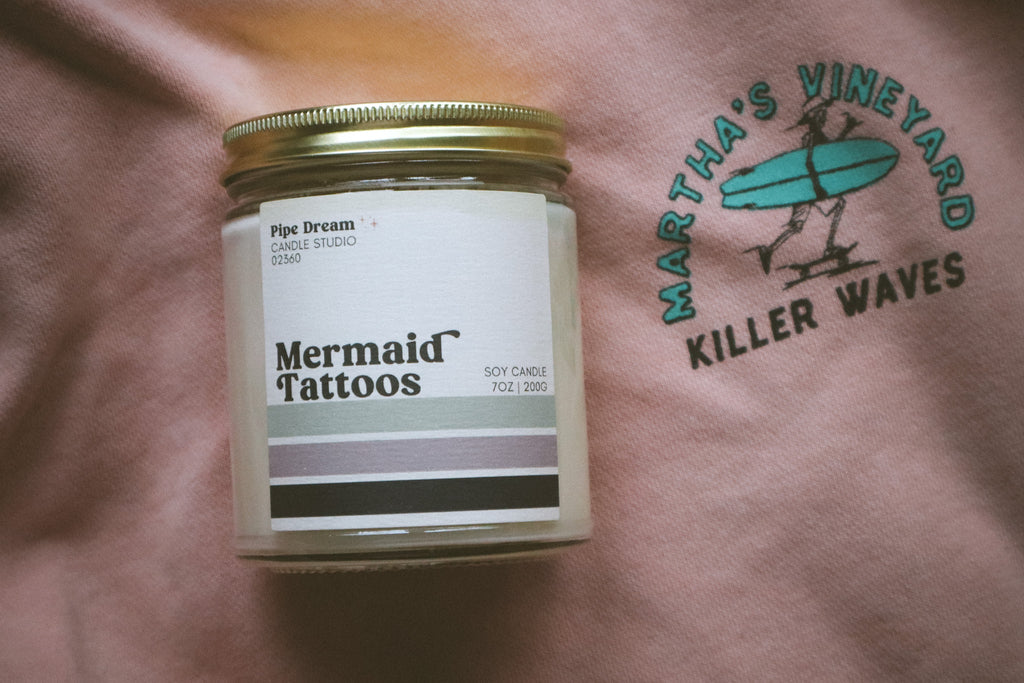 Pipe Dream
CANDLE STUDIO
02360
Mermaid
Tattoos
SOY CANDLE
7OZ | 200G
MARTHA'S VINEYARD
KILLER WAVES